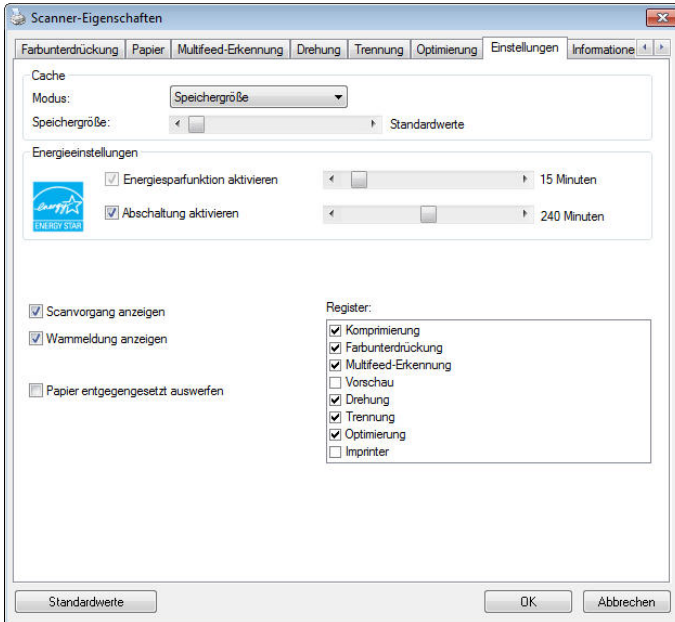 Scanner-Eigenschaften
Farbunterdrückung Papier Multifeed-Erkennung Drehung Trennung Optimierung Einstellungen Informatione
Cache
Modus: Speichergröße
Speichergröße: Standardwerte
Energieeinstellungen
Energiesparfunktion aktivieren 15 Minuten
energy
ENERGY STAR
Abschaltung aktivieren 240 Minuten
Scanvorgang anzeigen
Warnmeldung anzeigen
Papier entgegengesetzt auswerfen
Register:
Komprimierung
Farbunterdrückung
Multifeed-Erkennung
Vorschau
Drehung
Trennung
Optimierung
Imprinter
Standardwerte OK Abbrechen